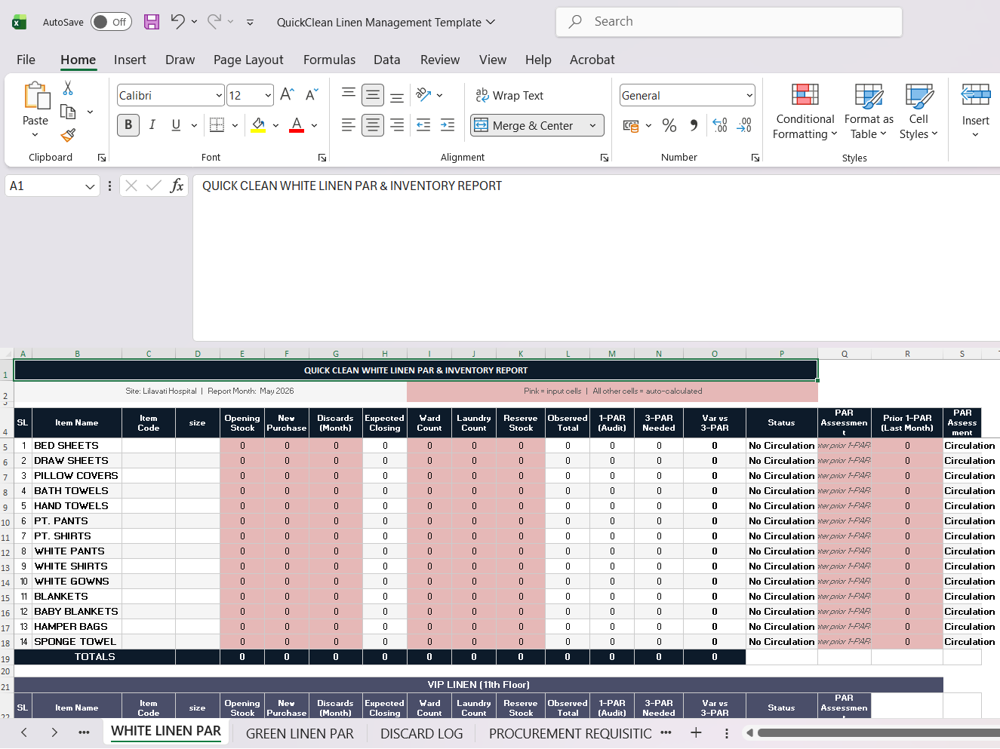 AutoSave Off QuickClean Linen Management Template Search
File Home Insert Draw Page Layout Formulas Data Review View Help Acrobat
Paste Calibri 12 Wrap Text General Conditional Formatting Format as Table Cell Styles Insert
B I U A Merge & Center % 
Clipboard Font Alignment Number Styles
A1 fx QUICK CLEAN WHITE LINEN PAR & INVENTORY REPORT
A B C D E F G H I J K L M N O P Q R S
1 QUICK CLEAN WHITE LINEN PAR & INVENTORY REPORT
2 Site: Lilavati Hospital | Report Month: May 2026 Pink = input cells | All other cells = auto-calculated
3
4 SL Item Name Item Code size Opening Stock New Purchase Discards (Month) Expected Closing Ward Count Laundry Count Reserve Stock Observed Total 1-PAR (Audit) 3-PAR Needed Var vs 3-PAR Status PAR Assessment Prior 1-PAR (Last Month) PAR Assessment
5 1 BED SHEETS 0 0 0 0 0 0 0 0 0 0 0 No Circulation ter prior 1-PAR 0 Circulation
6 2 DRAW SHEETS 0 0 0 0 0 0 0 0 0 0 0 No Circulation ter prior 1-PAR 0 Circulation
7 3 PILLOW COVERS 0 0 0 0 0 0 0 0 0 0 0 No Circulation ter prior 1-PAR 0 Circulation
8 4 BATH TOWELS 0 0 0 0 0 0 0 0 0 0 0 No Circulation ter prior 1-PAR 0 Circulation
9 5 HAND TOWELS 0 0 0 0 0 0 0 0 0 0 0 No Circulation ter prior 1-PAR 0 Circulation
10 6 PT. PANTS 0 0 0 0 0 0 0 0 0 0 0 No Circulation ter prior 1-PAR 0 Circulation
11 7 PT. SHIRTS 0 0 0 0 0 0 0 0 0 0 0 No Circulation ter prior 1-PAR 0 Circulation
12 8 WHITE PANTS 0 0 0 0 0 0 0 0 0 0 0 No Circulation ter prior 1-PAR 0 Circulation
13 9 WHITE SHIRTS 0 0 0 0 0 0 0 0 0 0 0 No Circulation ter prior 1-PAR 0 Circulation
14 10 WHITE GOWNS 0 0 0 0 0 0 0 0 0 0 0 No Circulation ter prior 1-PAR 0 Circulation
15 11 BLANKETS 0 0 0 0 0 0 0 0 0 0 0 No Circulation ter prior 1-PAR 0 Circulation
16 12 BABY BLANKETS 0 0 0 0 0 0 0 0 0 0 0 No Circulation ter prior 1-PAR 0 Circulation
17 13 HAMPER BAGS 0 0 0 0 0 0 0 0 0 0 0 No Circulation ter prior 1-PAR 0 Circulation
18 14 SPONGE TOWEL 0 0 0 0 0 0 0 0 0 0 0 No Circulation ter prior 1-PAR 0 Circulation
19 TOTALS 0 0 0 0 0 0 0 0 0 0 0
20
21 VIP LINEN (11th Floor)
22 SL Item Name Item Code size Opening Stock New Purchase Discards (Month) Expected Closing Ward Count Laundry Count Reserve Stock Observed Total 1-PAR (Audit) 3-PAR Needed Var vs 3-PAR Status PAR Assessmen
WHITE LINEN PAR GREEN LINEN PAR DISCARD LOG PROCUREMENT REQUISITIC